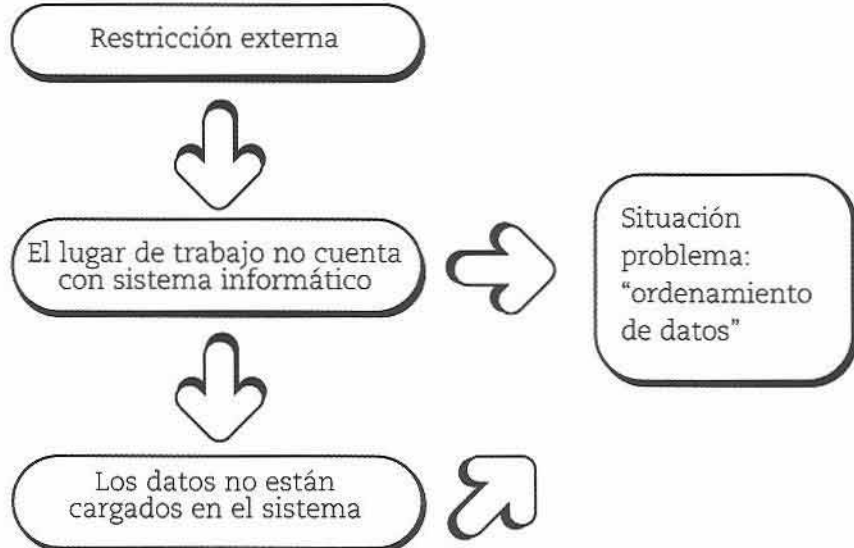 Restricción externa
El lugar de trabajo no cuenta
con sistema informático
Situación
problema:
“ordenamiento
de datos”
Los datos no están
cargados en el sistema